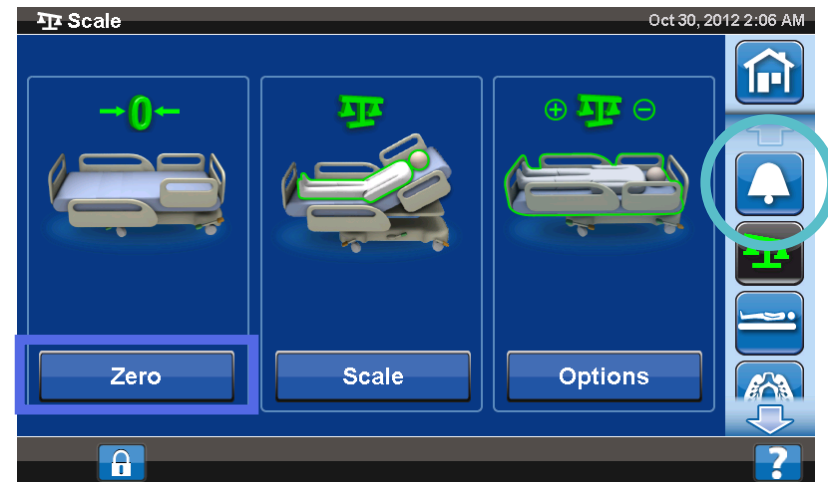 Scale
Oct 30, 2012 2:06 AM
→0←
Zero
Scale
Options
?